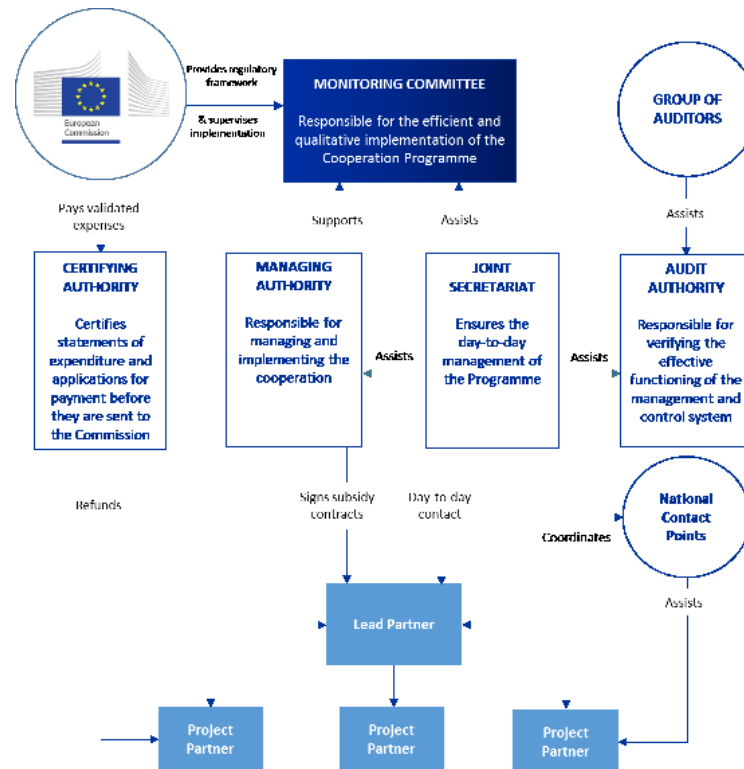 European
Commission
Provides regulatory
framework
& supervises
implementation
MONITORING COMMITTEE
Responsible for the efficient and
qualitative implementation of the
Cooperation Programme
GROUP OF
AUDITORS
Pays validated
expenses
Supports
Assists
Assists
CERTIFYING
AUTHORITY
Certifies
statements of
expenditure and
applications for
payment before
they are sent to
the Commission
MANAGING
AUTHORITY
Responsible for
managing and
implementing the
cooperation
Assists
JOINT
SECRETARIAT
Ensures the
day-to-day
management of
the Programme
Assists
AUDIT
AUTHORITY
Responsible for
verifying the
effective
functioning of the
management and
control system
Refunds
Signs subsidy
contracts
Day-to-day
contact
Coordinates
National
Contact
Points
Assists
Lead Partner
Project
Partner
Project
Partner
Project
Partner